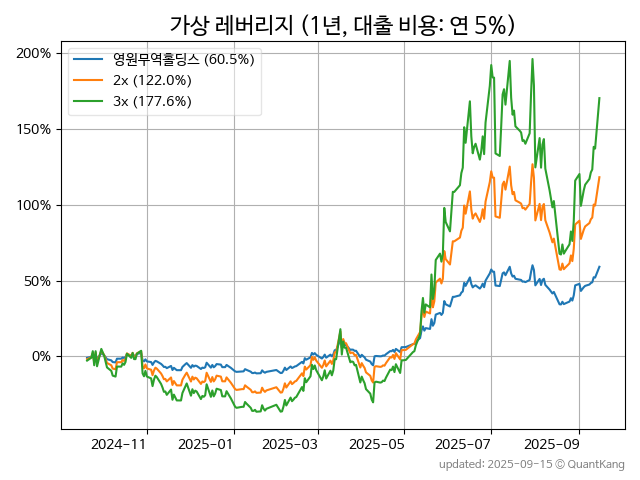 가상 레버리지 (1년, 대출 비용: 연 5%)
영원무역홀딩스 (60.5%)
2x (122.0%)
3x (177.6%)
200%
150%
100%
50%
0%
2024-11 2025-01 2025-03 2025-05 2025-07 2025-09
updated: 2025-09-15 © QuantKang